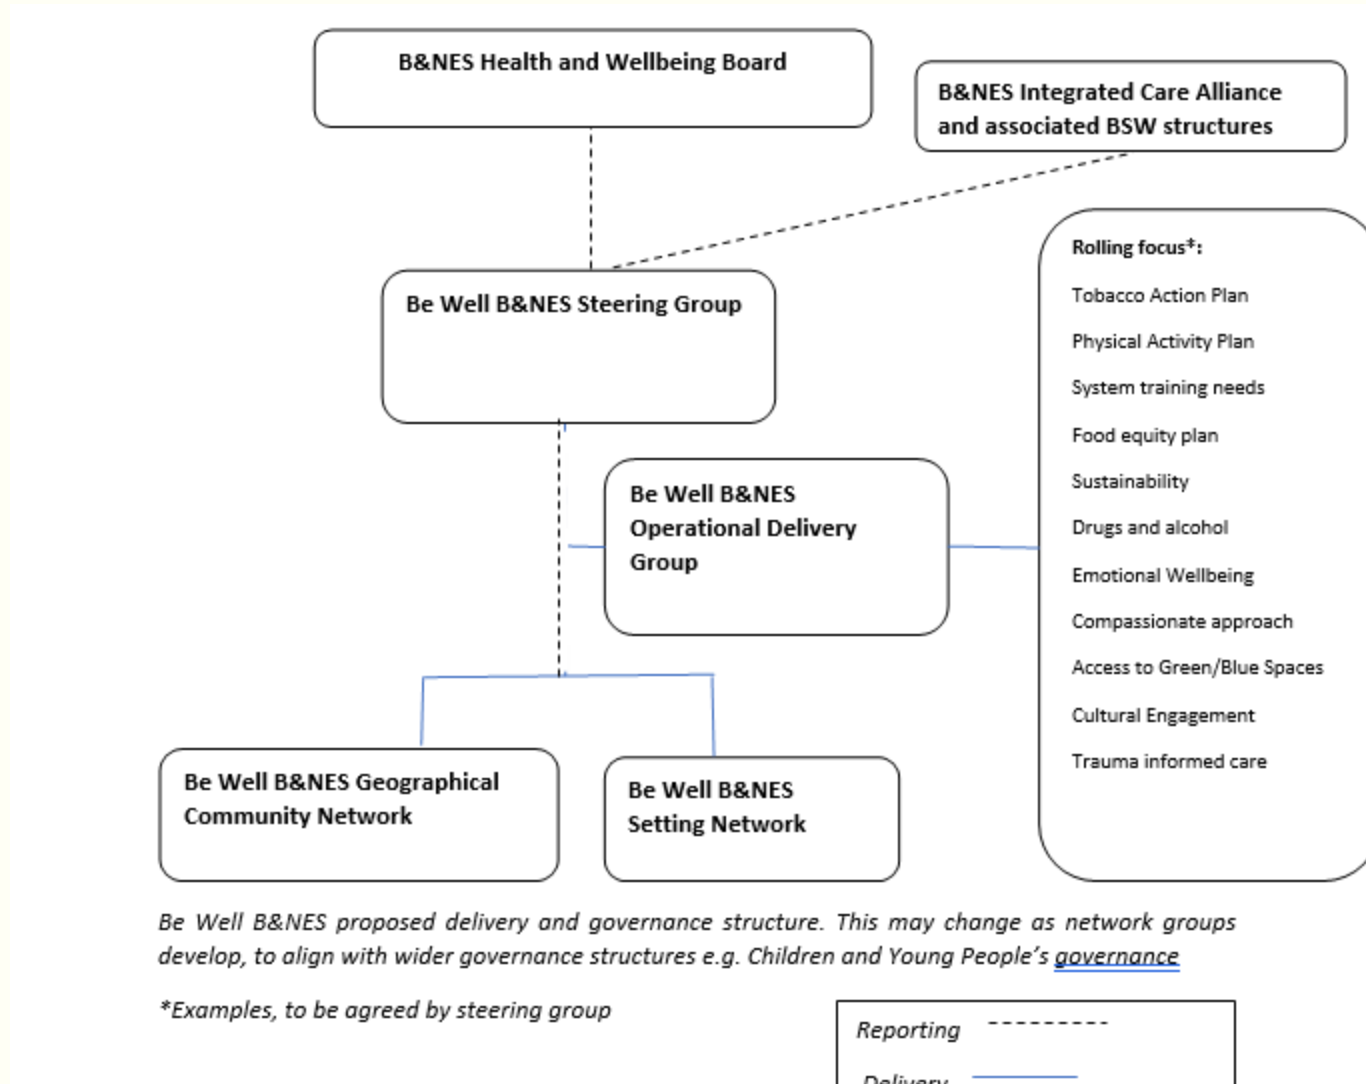 B&NES Health and Wellbeing Board
B&NES Integrated Care Alliance
and associated BSW structures
Be Well B&NES Steering Group
Be Well B&NES
Operational Delivery
Group
Rolling focus*:
Tobacco Action Plan
Physical Activity Plan
System training needs
Food equity plan
Sustainability
Drugs and alcohol
Emotional Wellbeing
Compassionate approach
Access to Green/Blue Spaces
Cultural Engagement
Trauma informed care
Be Well B&NES Geographical
Community Network
Be Well B&NES
Setting Network
Be Well B&NES proposed delivery and governance structure. This may change as network groups
develop, to align with wider governance structures e.g. Children and Young People’s governance
*Examples, to be agreed by steering group
Reporting
Delivery